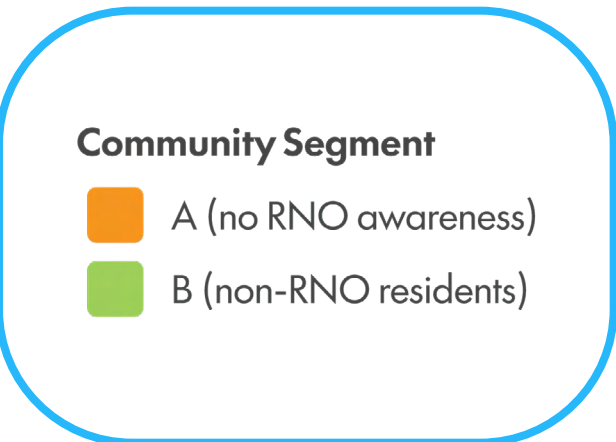 Community Segment
A (no RNO awareness)
B (non-RNO residents)